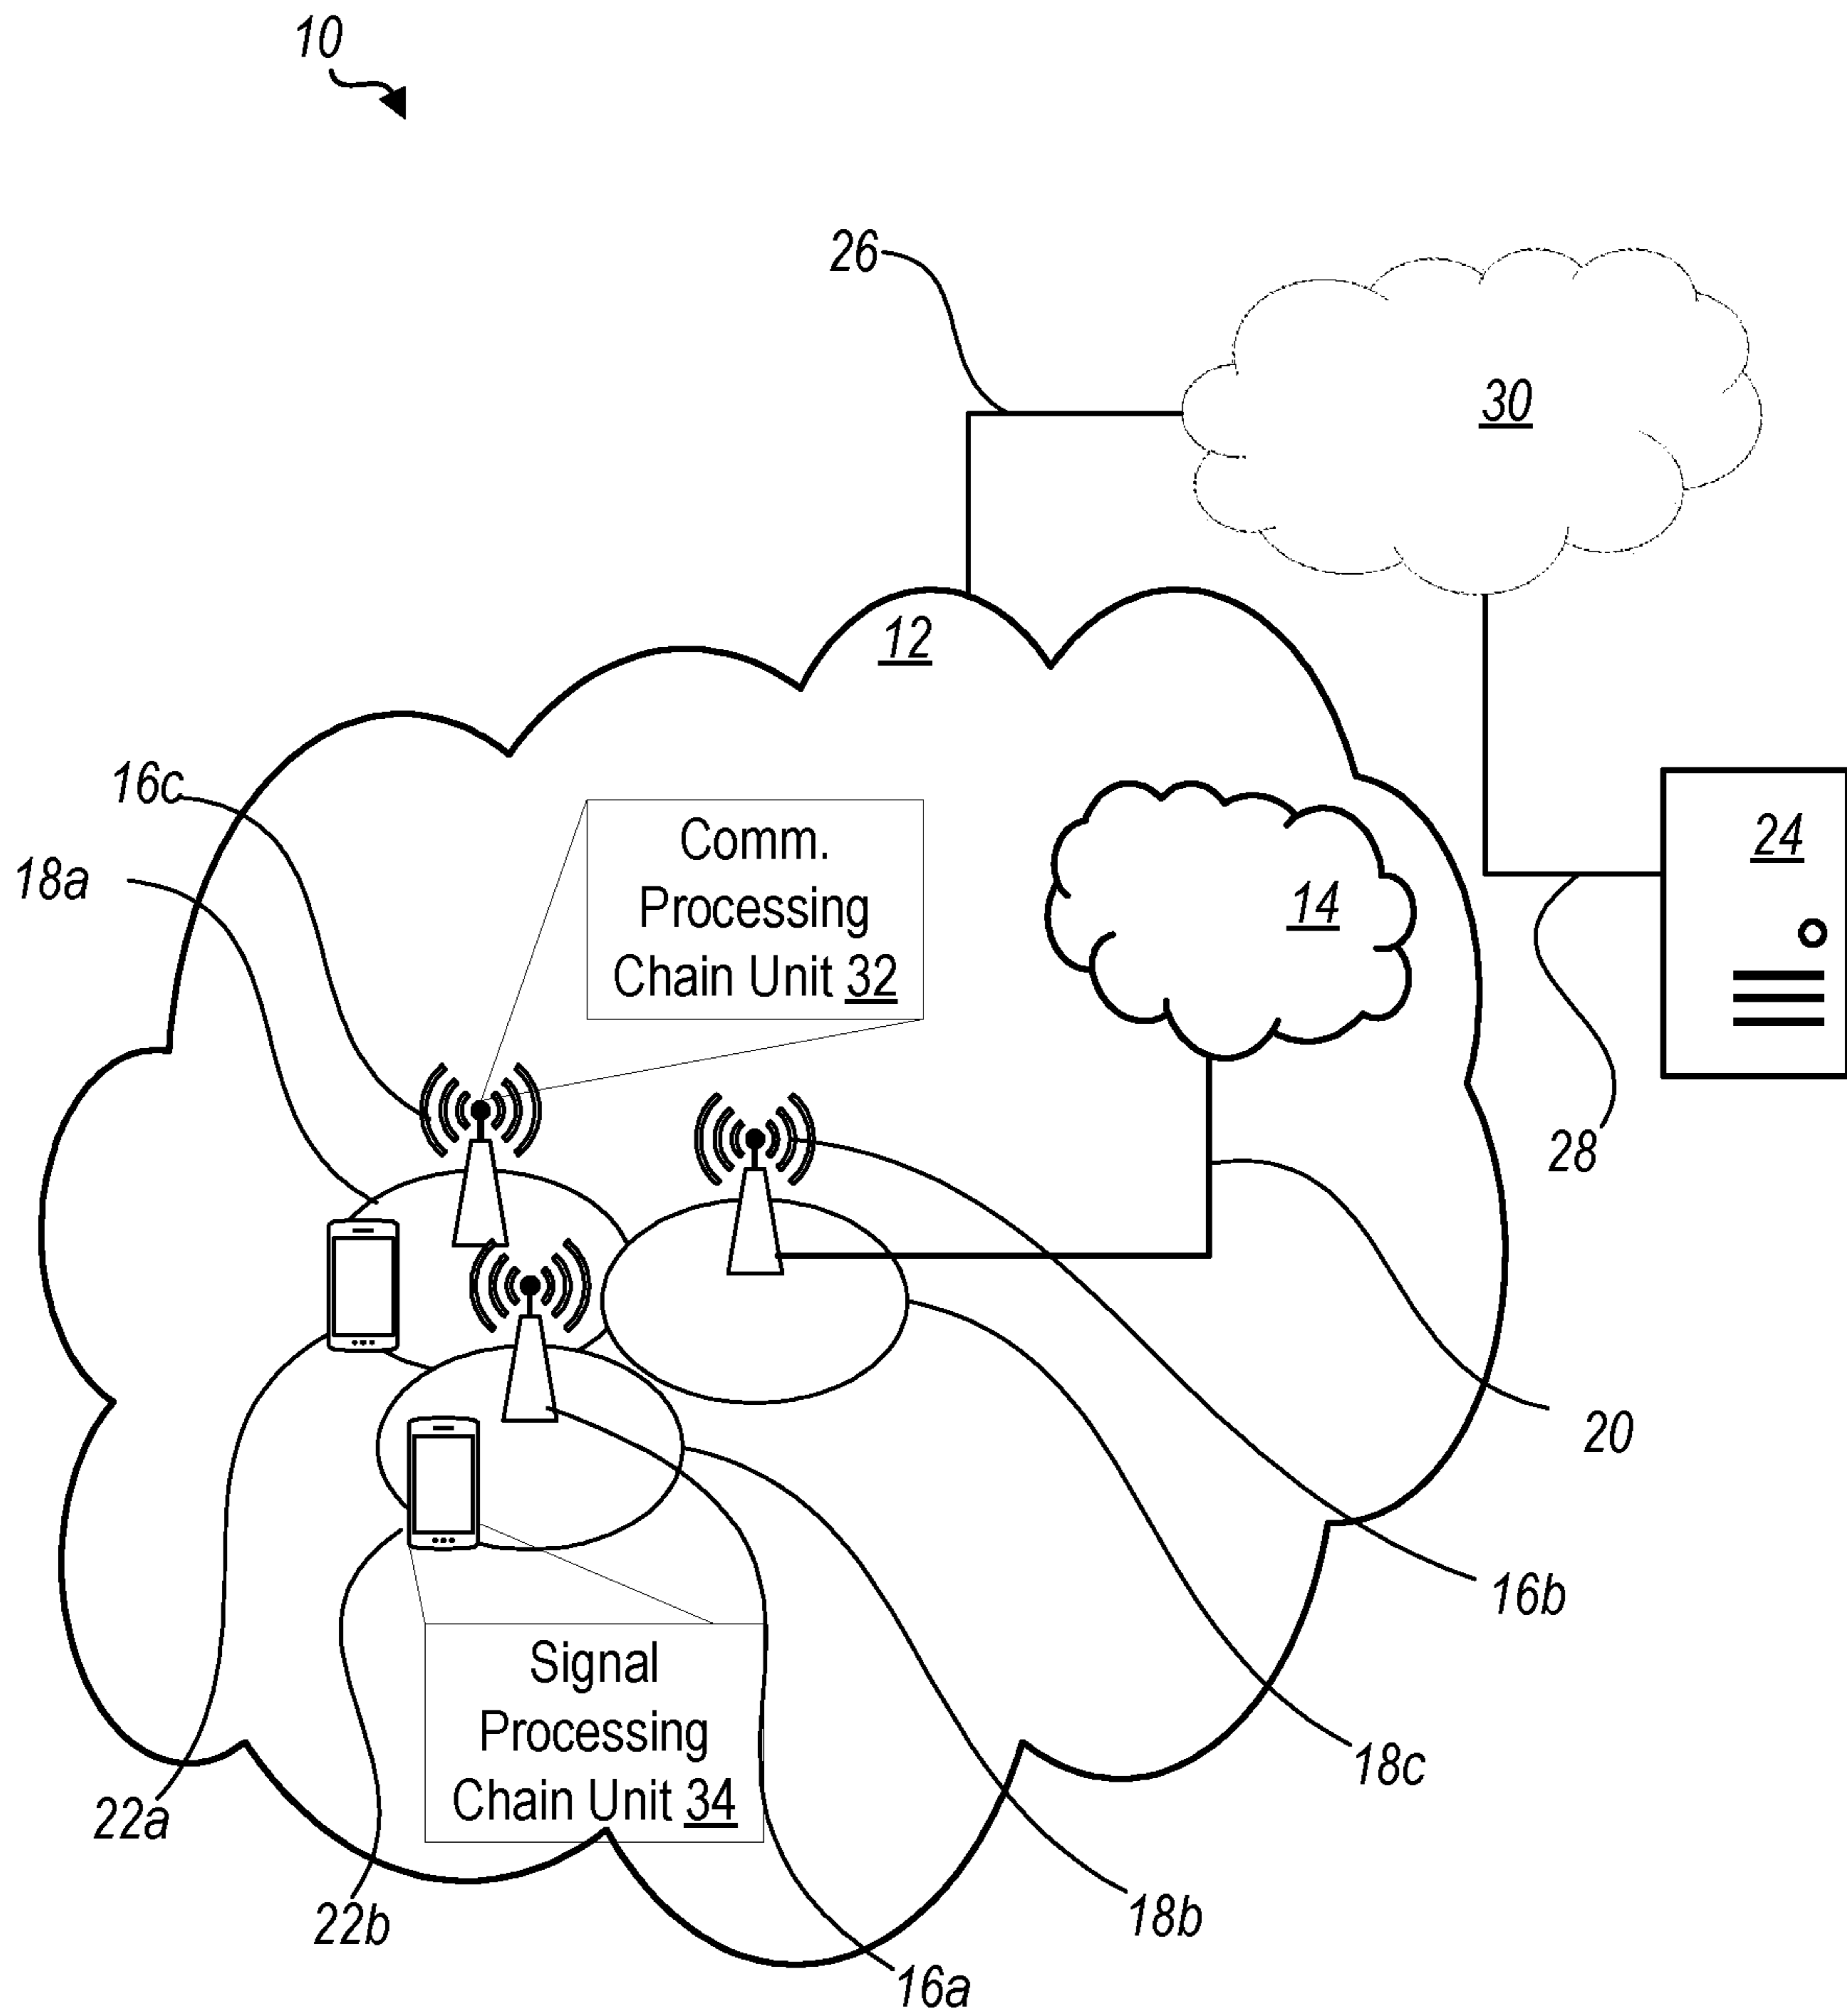 10
26
30
12
16c
24
Comm.
Processing
Chain Unit 32
18a
14
28
20
16b
Signal
Processing
Chain Unit 34
18c
22a
22b
18b
16a